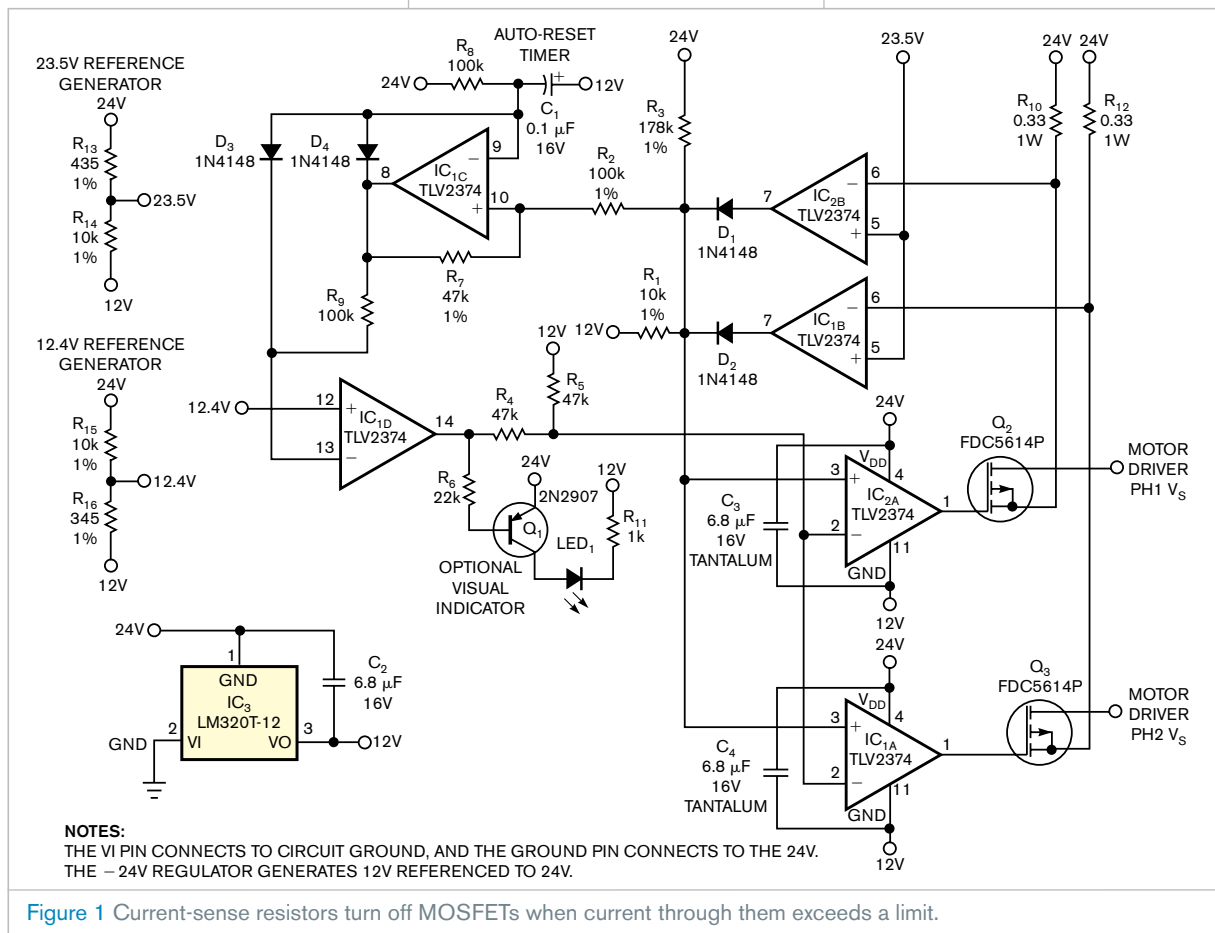 23.5V REFERENCE
GENERATOR
24V
R13
435
1%
23.5V
R14
10k
1%
12V
12.4V REFERENCE
GENERATOR
24V
R15
10k
1%
12.4V
R16
345
1%
12V
AUTO-RESET
TIMER
R8
100k
24V
+
12V
C1
0.1 µF
16V
D3
1N4148
D4
1N4148
8
9
−
IC1C
TLV2374
10
+
R2
100k
1%
R7
47k
1%
R9
100k
24V
R3
178k
1%
D1
1N4148
7
IC2B
TLV2374
6
−
5
+
R1
10k
1%
12V
D2
1N4148
7
IC1B
TLV2374
6
−
5
+
23.5V
24V 24V
R10
0.33
1W
R12
0.33
1W
12.4V
12
+
IC1D
TLV2374
13
−
14
R4
47k
12V
R5
47k
R6
22k
24V
2N2907
Q1
LED1
12V
R11
1k
OPTIONAL
VISUAL
INDICATOR
24V
VDD
4
3
+
IC2A
TLV2374
2
−
1
11
GND
12V
C3
6.8 µF
16V
TANTALUM
Q2
FDC5614P
MOTOR
DRIVER
PH1 VS
24V
VDD
4
3
+
IC1A
TLV2374
2
−
1
11
GND
12V
C4
6.8 µF
16V
TANTALUM
Q3
FDC5614P
MOTOR
DRIVER
PH2 VS
24V
1
GND
IC3
LM320T-12
2
VI
3
VO
GND
C2
6.8 µF
16V
12V
NOTES:
THE VI PIN CONNECTS TO CIRCUIT GROUND, AND THE GROUND PIN CONNECTS TO THE 24V.
THE −24V REGULATOR GENERATES 12V REFERENCED TO 24V.
Figure 1 Current-sense resistors turn off MOSFETs when current through them exceeds a limit.